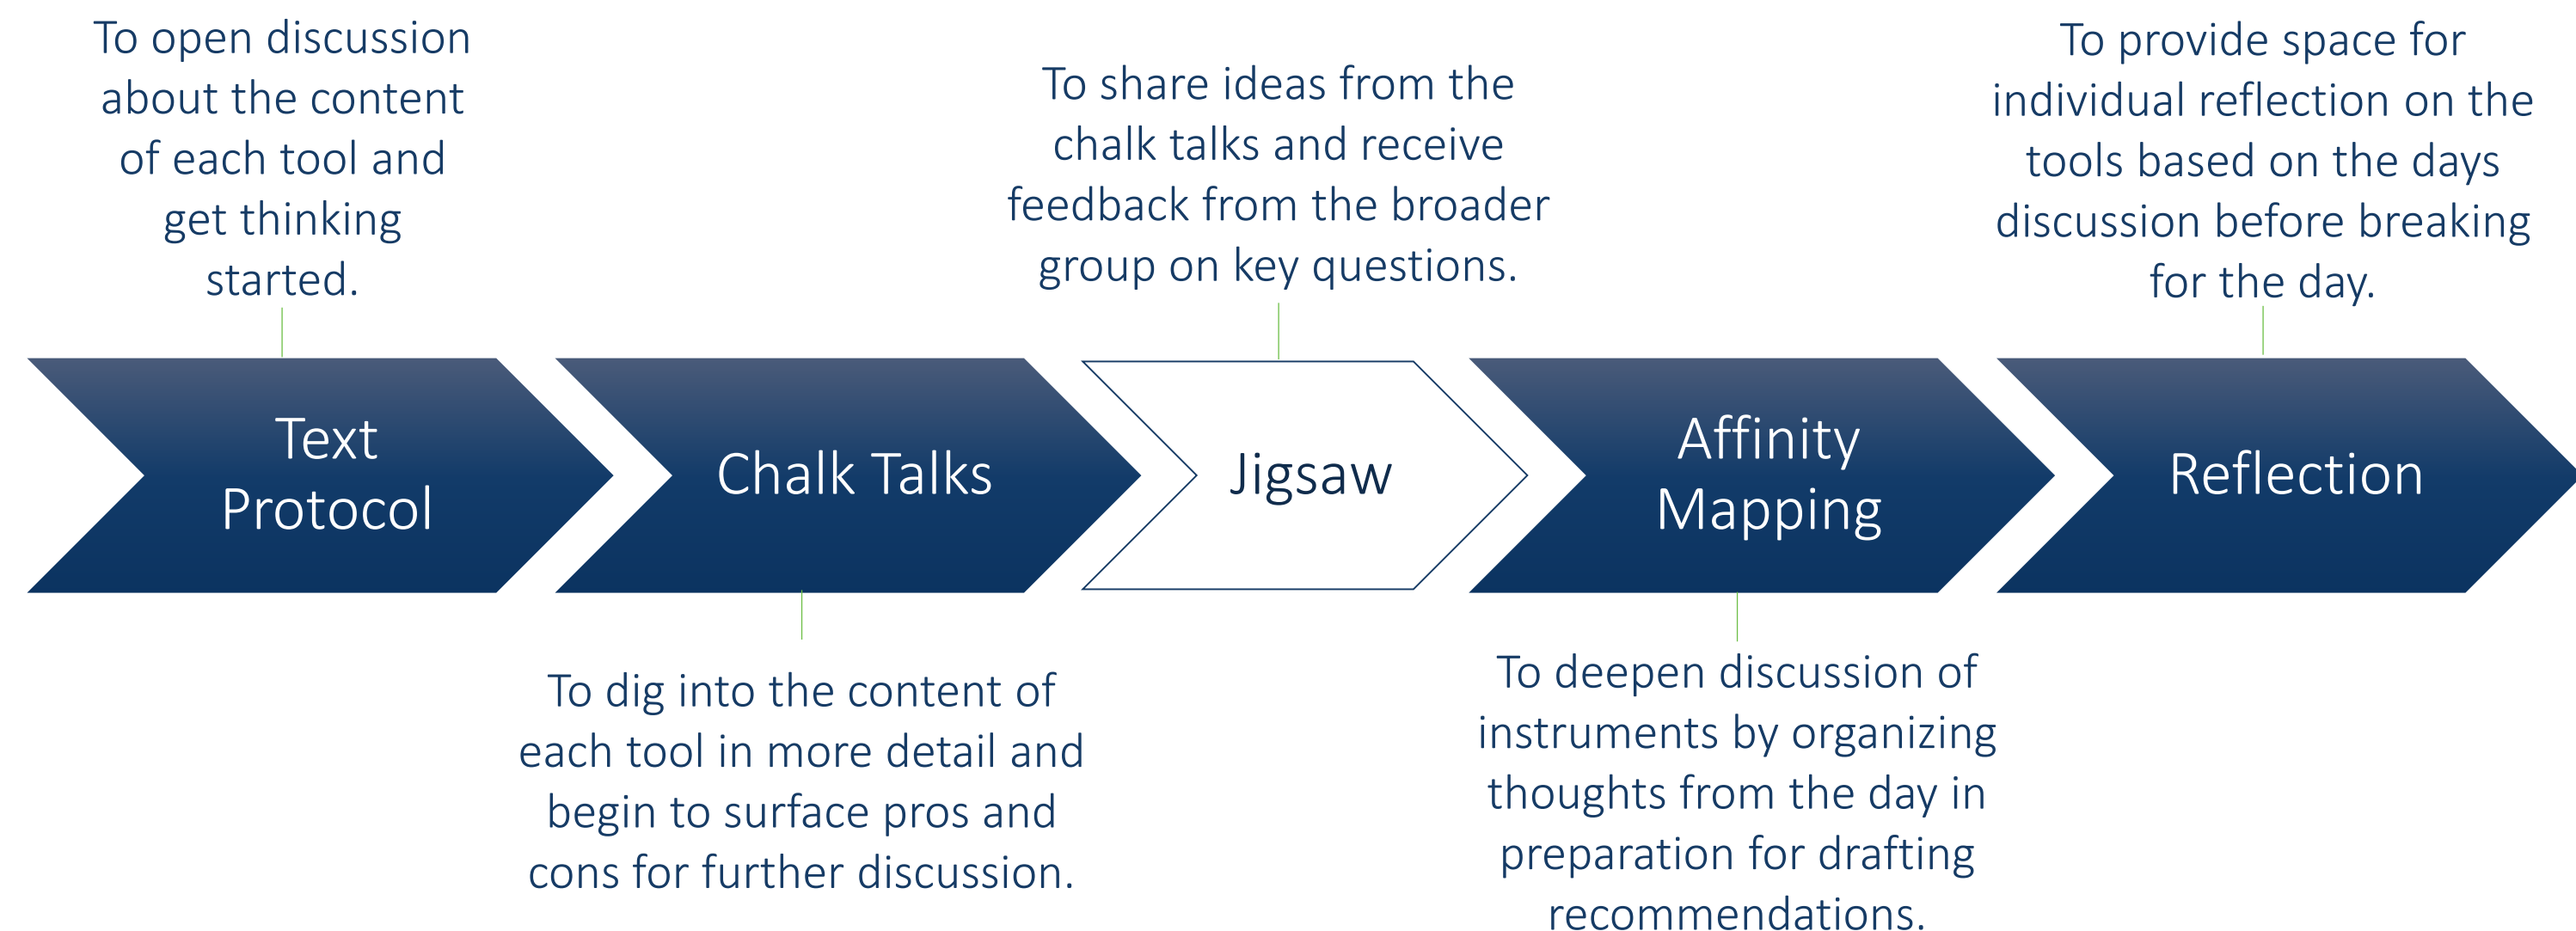 To open discussion
about the content
of each tool and
get thinking
started.
To share ideas from the
chalk talks and receive
feedback from the broader
group on key questions.
To provide space for
individual reflection on the
tools based on the days
discussion before breaking
for the day.
Text
Protocol
Chalk Talks
Jigsaw
Affinity
Mapping
Reflection
To dig into the content of
each tool in more detail and
begin to surface pros and
cons for further discussion.
To deepen discussion of
instruments by organizing
thoughts from the day in
preparation for drafting
recommendations.